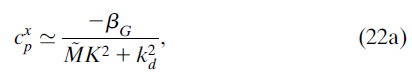 c_p^x ≃ −β_G / (M̃K² + k_d²), (22a)